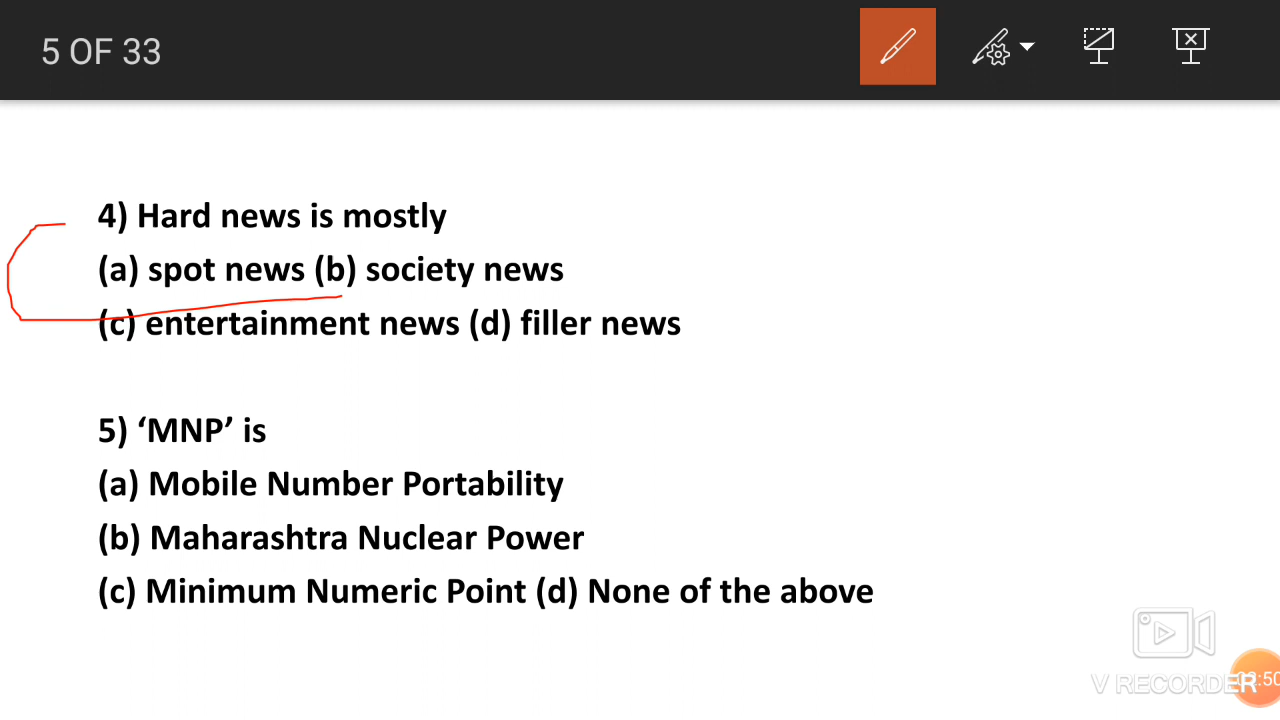 5 OF 33
4) Hard news is mostly
(a) spot news (b) society news
(c) entertainment news (d) filler news
5) ‘MNP’ is
(a) Mobile Number Portability
(b) Maharashtra Nuclear Power
(c) Minimum Numeric Point (d) None of the above
V RECORDER